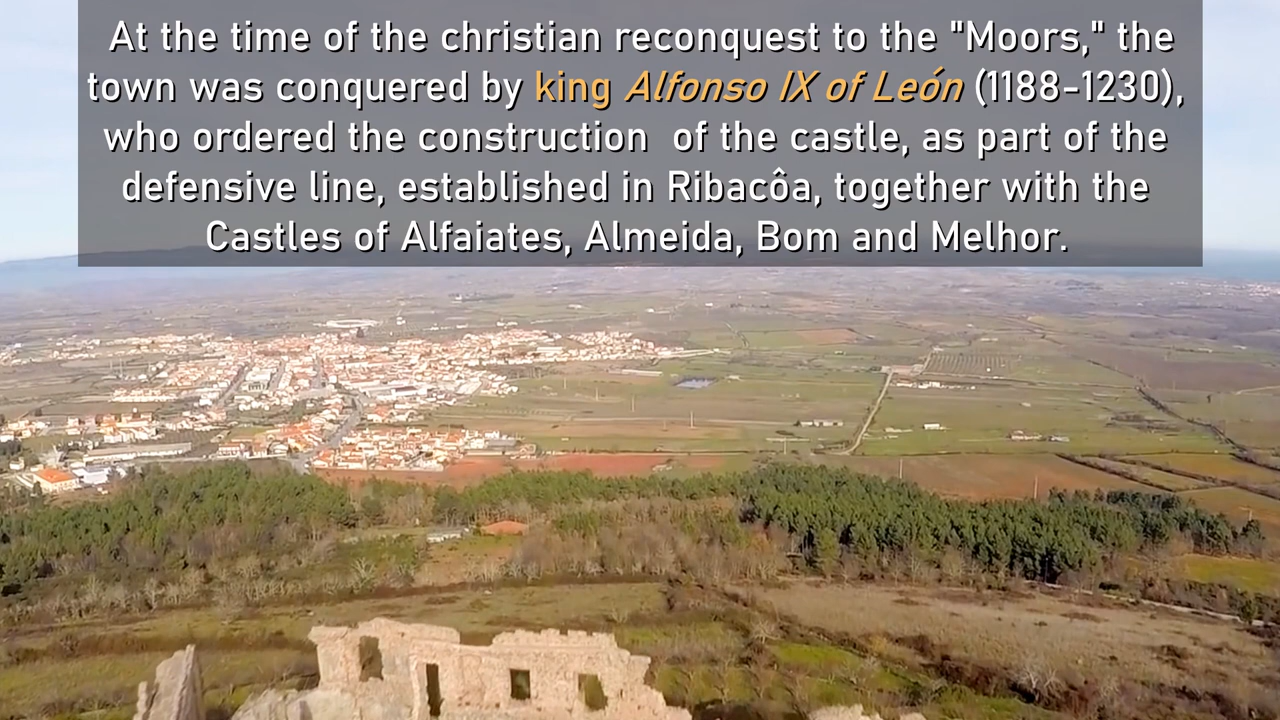 At the time of the christian reconquest to the "Moors," the
town was conquered by king Alfonso IX of León (1188-1230),
who ordered the construction  of the castle, as part of the
defensive line, established in Ribacôa, together with the
Castles of Alfaiates, Almeida, Bom and Melhor.